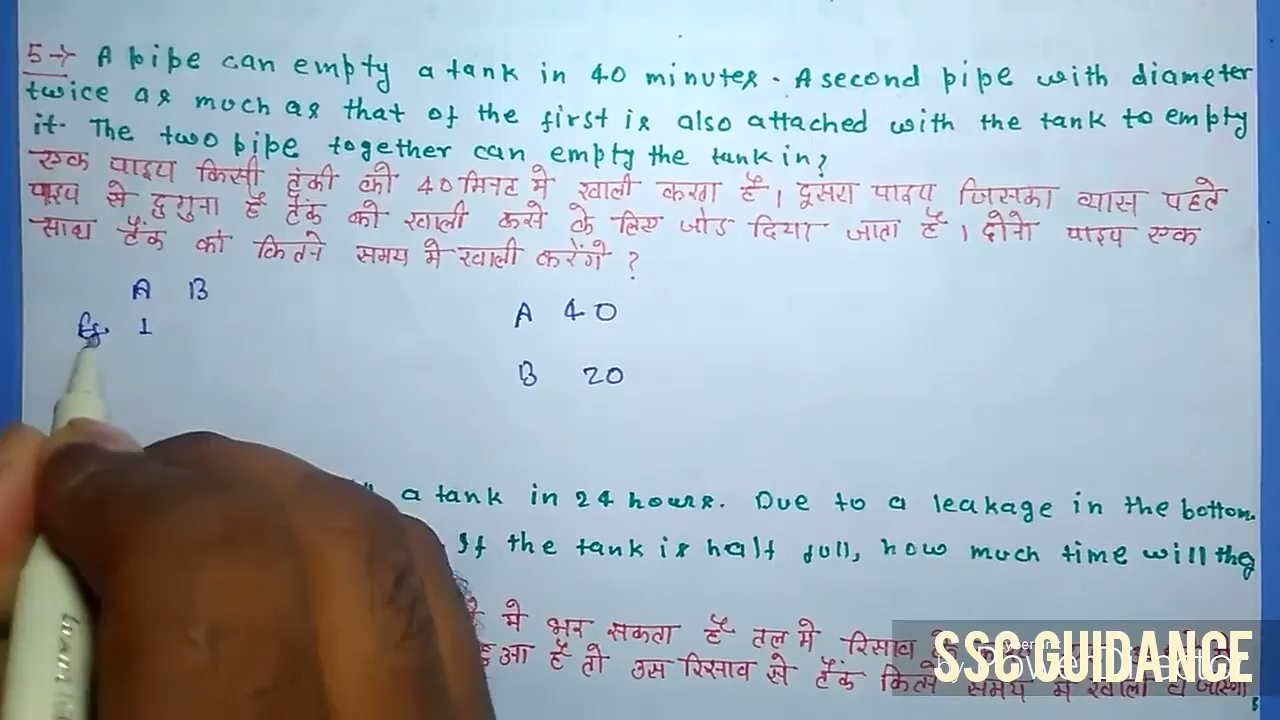 5→ A pipe can empty a tank in 40 minutes. A second pipe with diameter
twice as much as that of the first is also attached with the tank to empty
it. The two pipe together can empty the tank in?
एक पाइप किसी टंकी को 40 मिनट मे खाली करता है। दूसरा पाइप जिसका व्यास पहले
पाइप से दुगुना है टैंक को खाली करने के लिए जोड दिया जाता है। दोनो पाइप एक
साथ टैंक को कितने समय मे खाली करेंगे ?
A B
A 40
Ef. 1
B 20
a tank in 24 hours. Due to a leakage in the bottom.
If the tank is half full, how much time will the
मे भर सकता है तल मे रिसाव
हुआ है तो उस रिसाव से टैंक कितने समय मे खाली हो जाएगा
SSC GUIDANCE